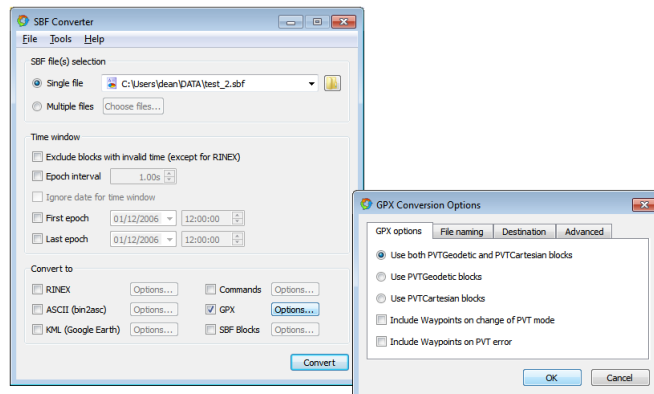 SBF Converter
File Tools Help
SBF file(s) selection
Single file C:\Users\dean\DATA\test_2.sbf
Multiple files Choose files...
Time window
Exclude blocks with invalid time (except for RINEX)
Epoch interval 1.00s
Ignore date for time window
First epoch 01/12/2006 12:00:00
Last epoch 01/12/2006 12:00:00
Convert to
RINEX Options... Commands Options...
ASCII (bin2asc) Options... GPX Options...
KML (Google Earth) Options... SBF Blocks Options...
Convert
GPX Conversion Options
GPX options File naming Destination Advanced
Use both PVTGeodetic and PVTCartesian blocks
Use PVTGeodetic blocks
Use PVTCartesian blocks
Include Waypoints on change of PVT mode
Include Waypoints on PVT error
OK Cancel